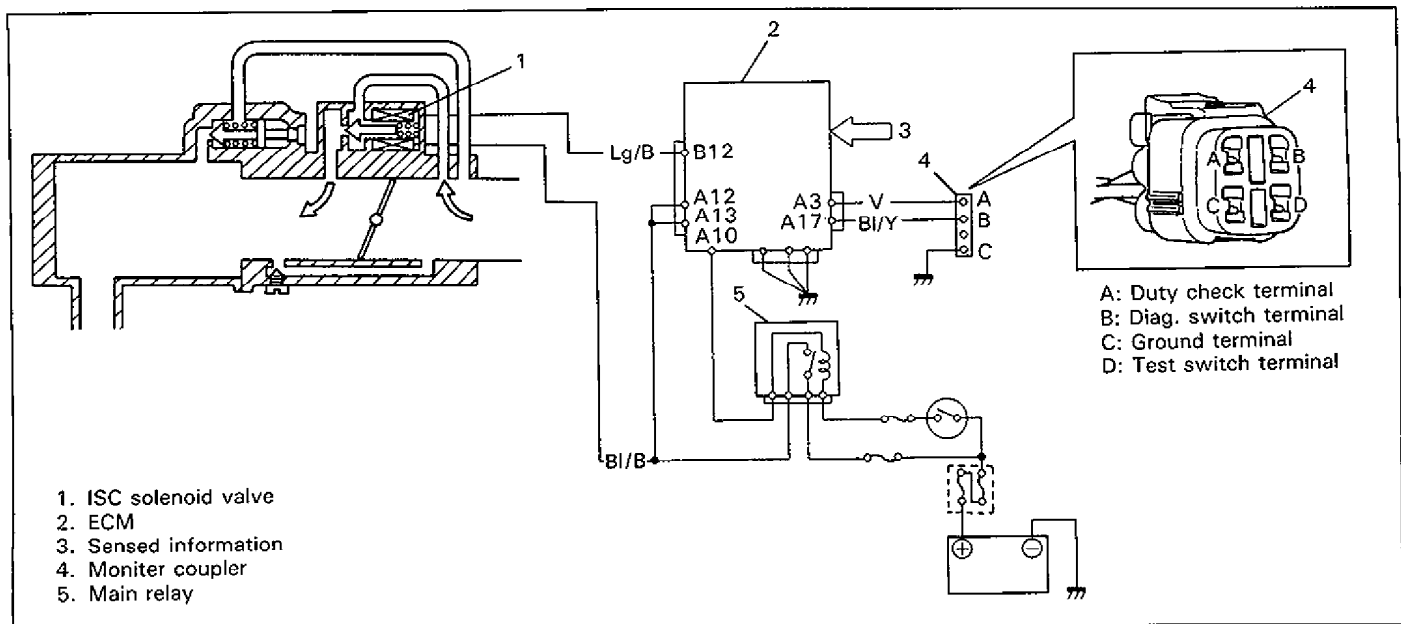 1
2
4
3
A
B
C
D
4
Lg/B
B12
A12
A13
A10
A3
V
A17
Bl/Y
A
B
C
5
A: Duty check terminal
B: Diag. switch terminal
C: Ground terminal
D: Test switch terminal
Bl/B
1. ISC solenoid valve
2. ECM
3. Sensed information
4. Moniter coupler
5. Main relay
+
−